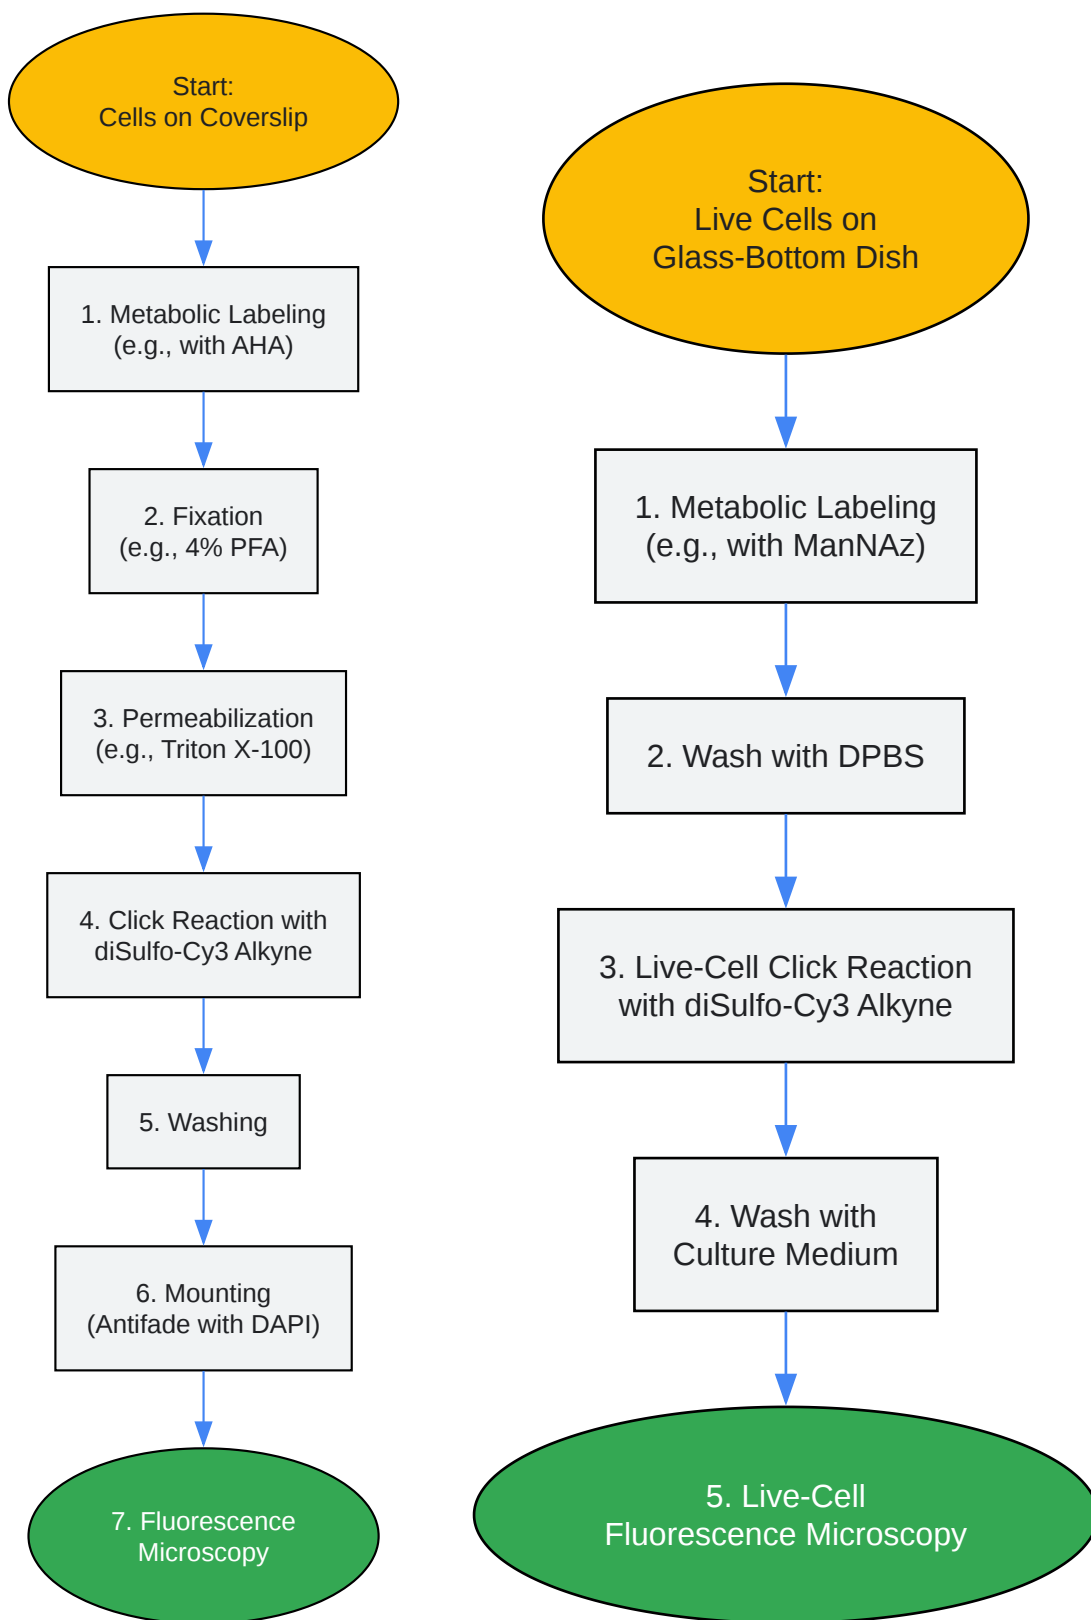 Start:
Cells on Coverslip
1. Metabolic Labeling
(e.g., with AHA)
2. Fixation
(e.g., 4% PFA)
3. Permeabilization
(e.g., Triton X-100)
4. Click Reaction with
diSulfo-Cy3 Alkyne
5. Washing
6. Mounting
(Antifade with DAPI)
7. Fluorescence
Microscopy
Start:
Live Cells on
Glass-Bottom Dish
1. Metabolic Labeling
(e.g., with ManNAz)
2. Wash with DPBS
3. Live-Cell Click Reaction
with diSulfo-Cy3 Alkyne
4. Wash with
Culture Medium
5. Live-Cell
Fluorescence Microscopy